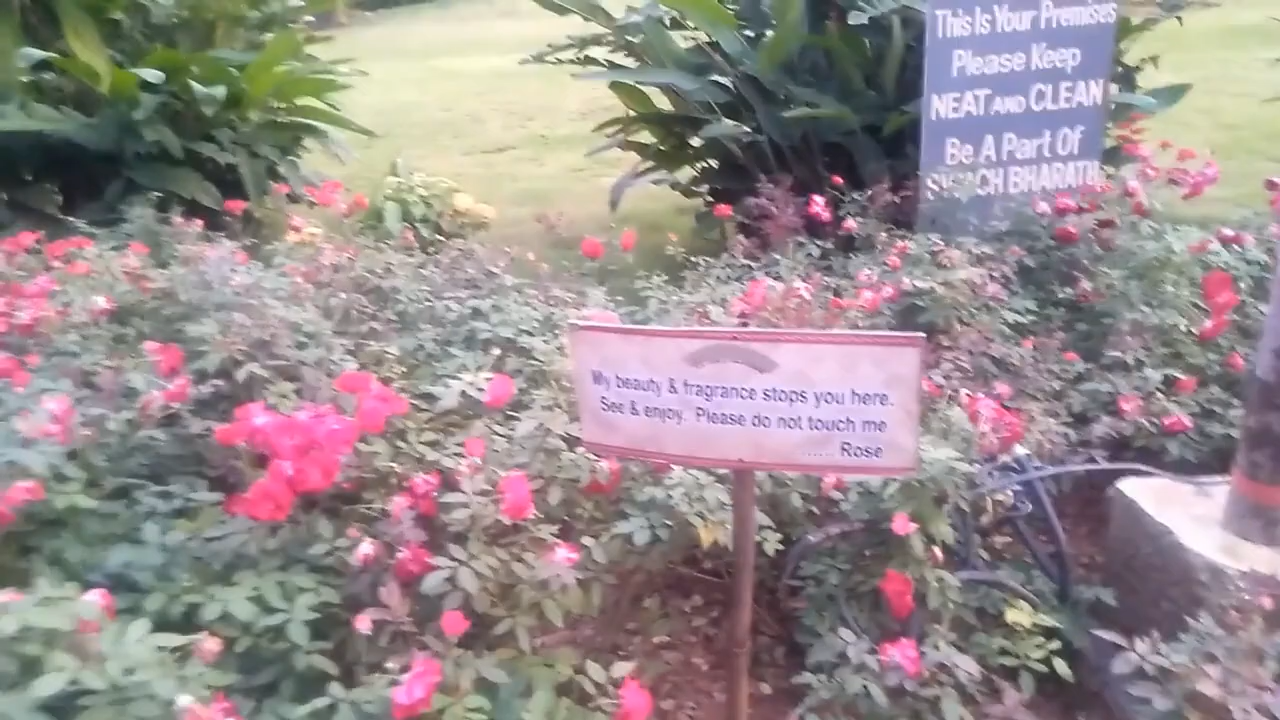 This Is Your Premises
Please Keep
NEAT AND CLEAN
Be A Part Of
BHARATH
My beauty & fragrance stops you here.
See & enjoy. Please do not touch me
...... Rose